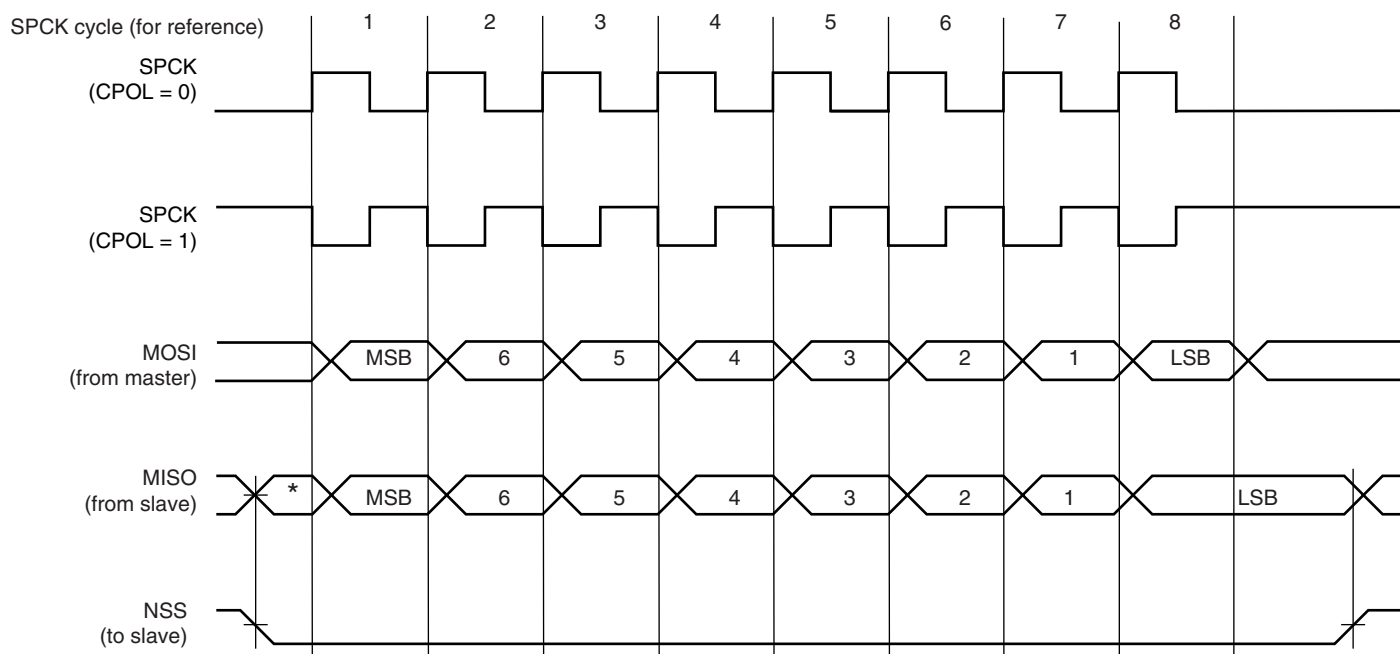 SPCK cycle (for reference) 1 2 3 4 5 6 7 8
SPCK
(CPOL = 0)
SPCK
(CPOL = 1)
MOSI
(from master)
MSB 6 5 4 3 2 1 LSB
MISO
(from slave)
* MSB 6 5 4 3 2 1 LSB
NSS
(to slave)